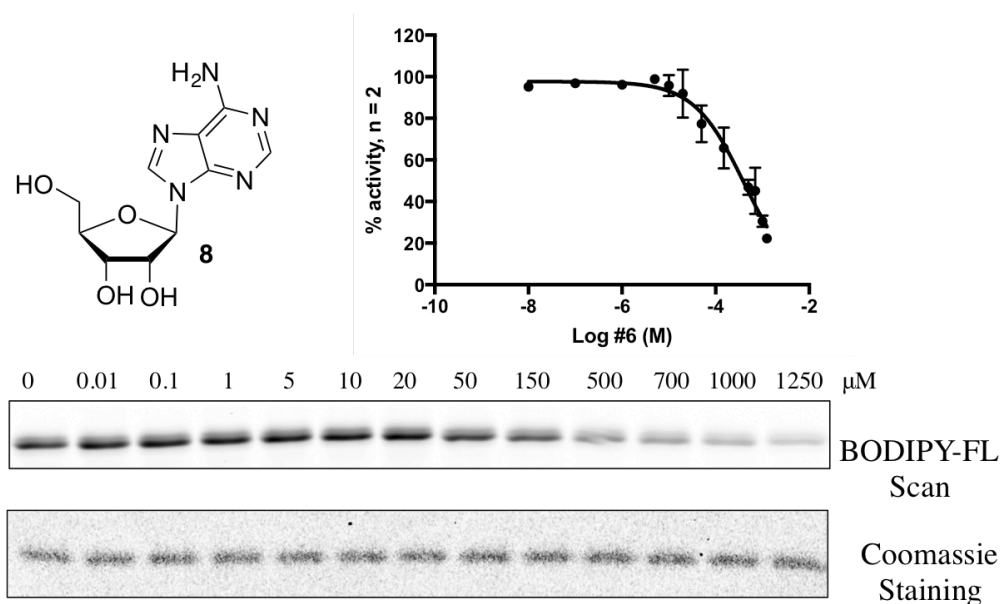 H₂N
N
N
N
N
HO
O
8
OH
OH
% activity, n = 2
120
100
80
60
40
20
0
-10
-8
-6
-4
-2
Log #6 (M)
0 0.01 0.1 1 5 10 20 50 150 500 700 1000 1250 µM
BODIPY-FL
Scan
Coomassie
Staining